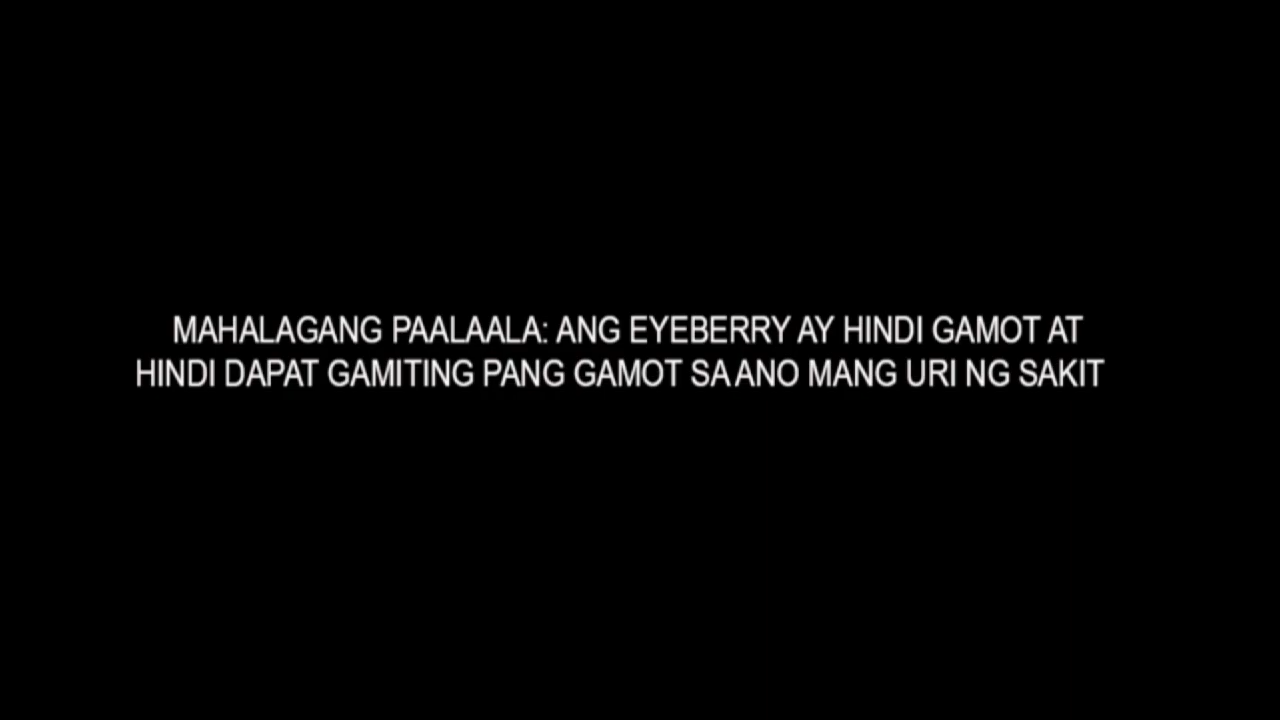 MAHALAGANG PAALAALA: ANG EYEBERRY AY HINDI GAMOT AT
HINDI DAPAT GAMITING PANG GAMOT SA ANO MANG URI NG SAKIT